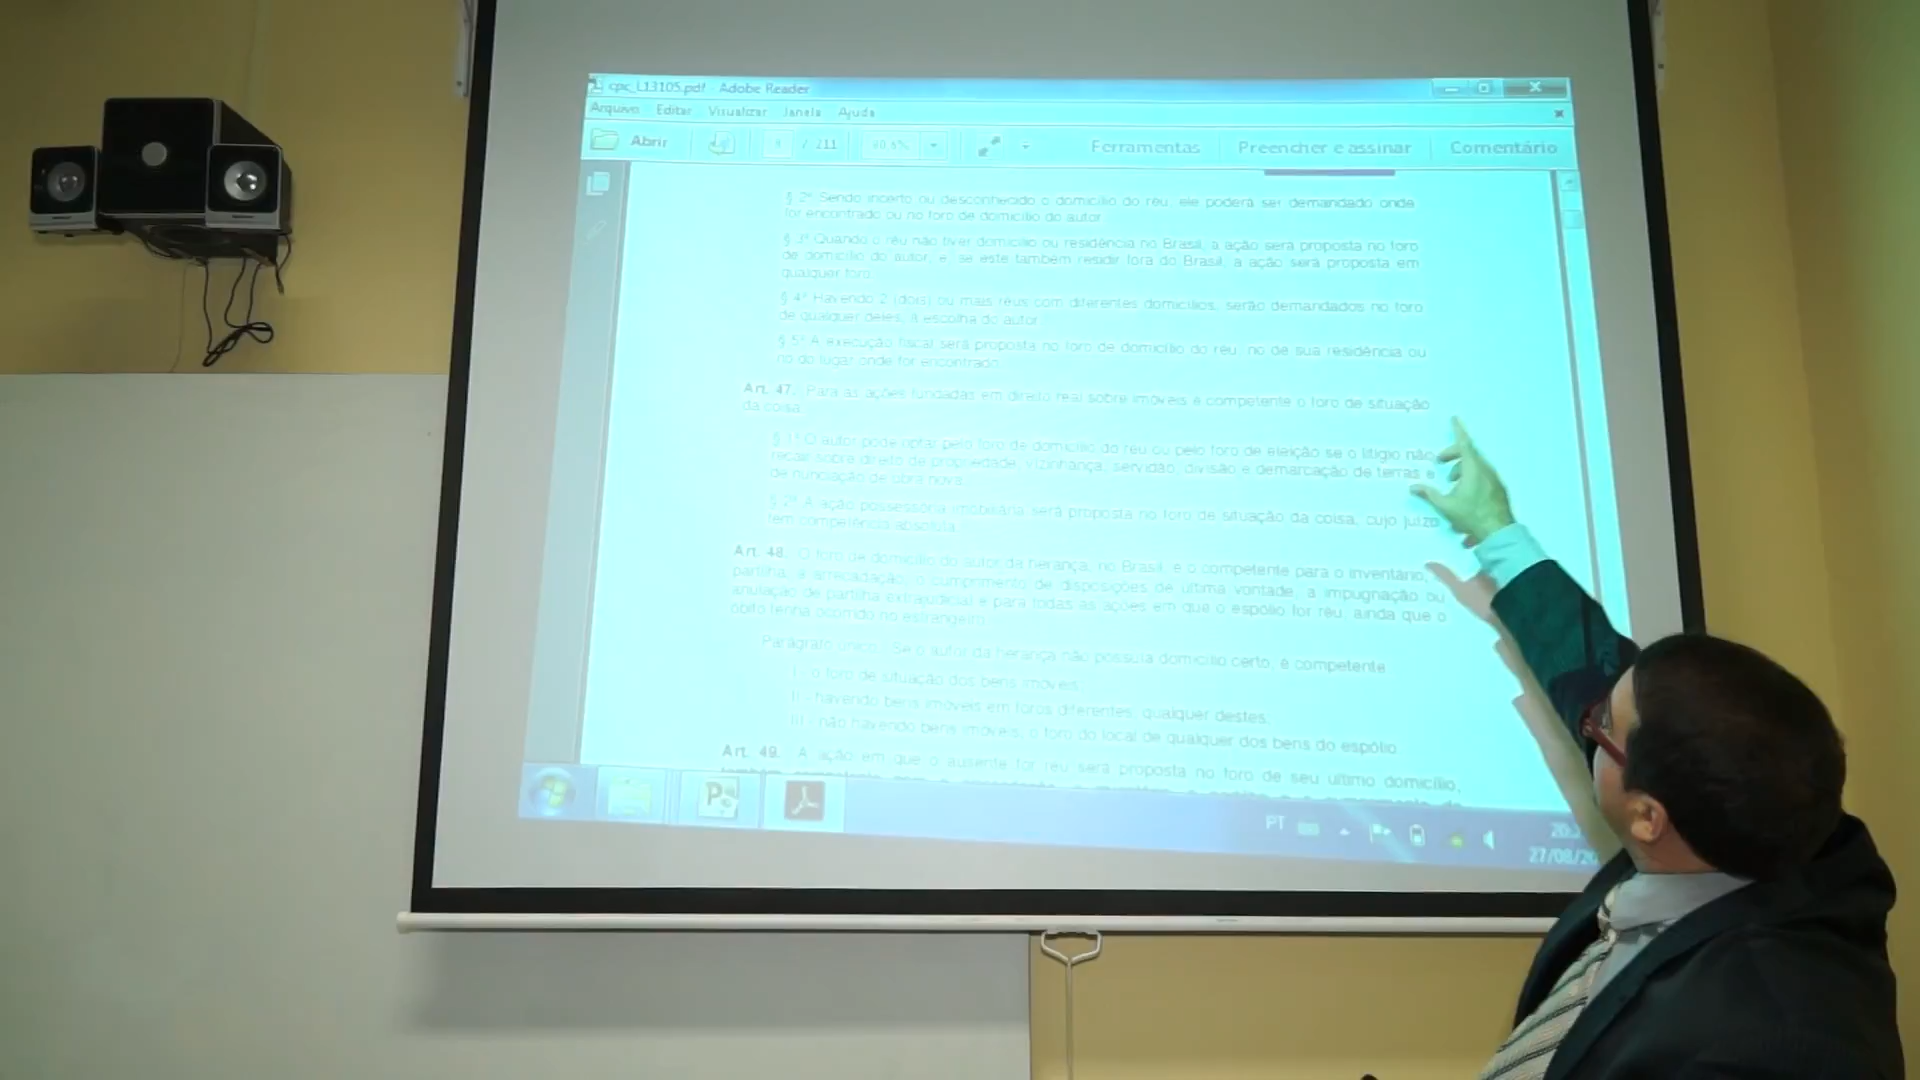 cpc_L13105.pdf - Adobe Reader
Arquivo Editar Visualizar Janela Ajuda
Abrir / 211 Ferramentas Preencher e assinar Comentário
§ 2º Sendo incerto ou desconhecido o domicílio do réu, ele poderá ser demandado onde
for encontrado ou no foro de domicílio do autor.
§ 3º Quando o réu não tiver domicílio ou residência no Brasil, a ação será proposta no foro
de domicílio do autor, e, se este também residir fora do Brasil, a ação será proposta em
qualquer foro.
§ 4º Havendo 2 (dois) ou mais réus com diferentes domicílios, serão demandados no foro
de qualquer deles, à escolha do autor.
§ 5º A execução fiscal será proposta no foro de domicílio do réu, no de sua residência ou
no do lugar onde for encontrado.
Art. 47. Para as ações fundadas em direito real sobre imóveis é competente o foro de situação
da coisa.
§ 1º O autor pode optar pelo foro de domicílio do réu ou pelo foro de eleição se o litígio não
recair sobre direito de propriedade, vizinhança, servidão, divisão e demarcação de terras e
de nunciação de obra nova.
§ 2º A ação possessória imobiliária será proposta no foro de situação da coisa, cujo juízo
tem competência absoluta.
Art. 48. O foro de domicílio do autor da herança, no Brasil, é o competente para o inventário,
partilha, a arrecadação, o cumprimento de disposições de última vontade, a impugnação ou
anulação de partilha extrajudicial e para todas as ações em que o espólio for réu, ainda que o
óbito tenha ocorrido no estrangeiro.
Parágrafo único. Se o autor da herança não possuía domicílio certo, é competente
I - o foro de situação dos bens imóveis;
II - havendo bens imóveis em foros diferentes, qualquer destes;
III - não havendo bens imóveis, o foro do local de qualquer dos bens do espólio.
Art. 49. A ação em que o ausente for réu será proposta no foro de seu último domicílio,
PT
27/08/20